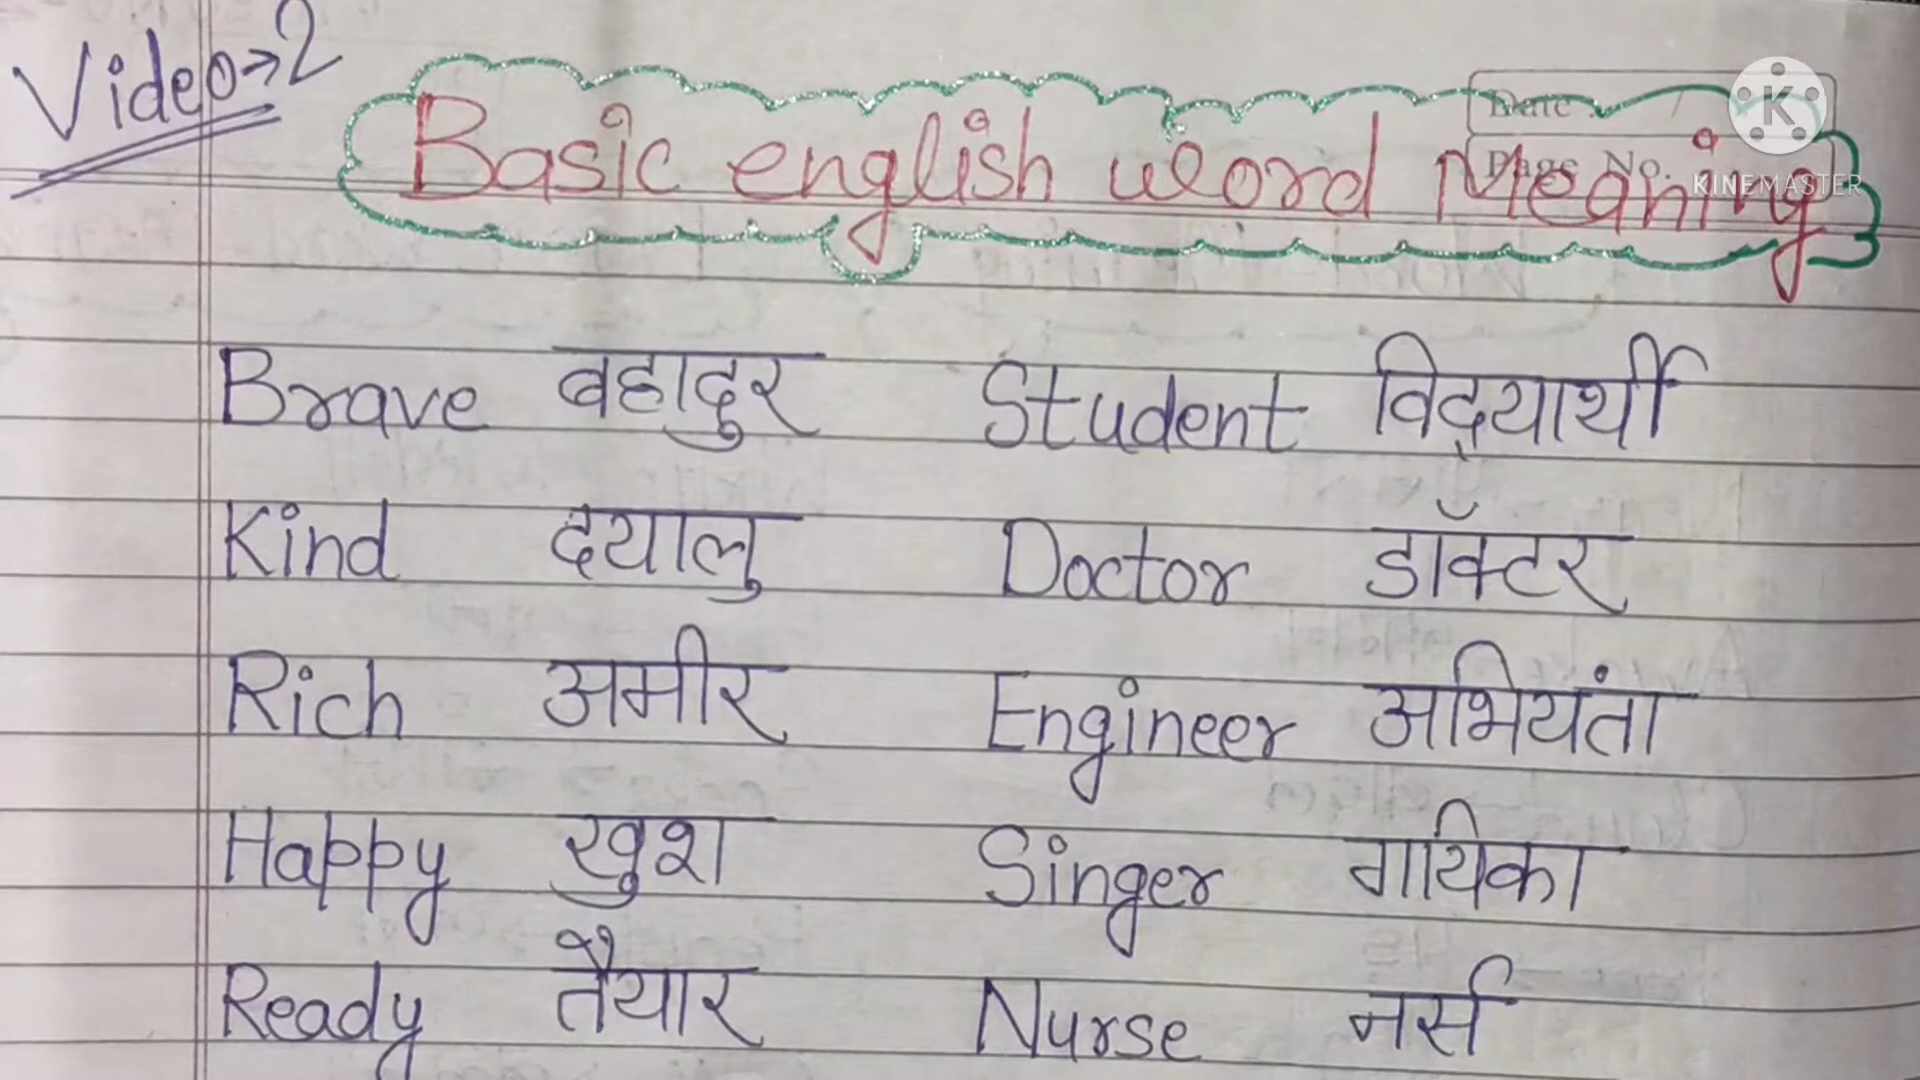 Video→2
Date :
Page No.
KINEMASTER
Basic english word Meaning
Brave बहादुर Student विद्यार्थी
Kind दयालु Doctor डॉक्टर
Rich अमीर Engineer अभियंता
Happy खुश Singer गायिका
Ready तैयार Nurse नर्स